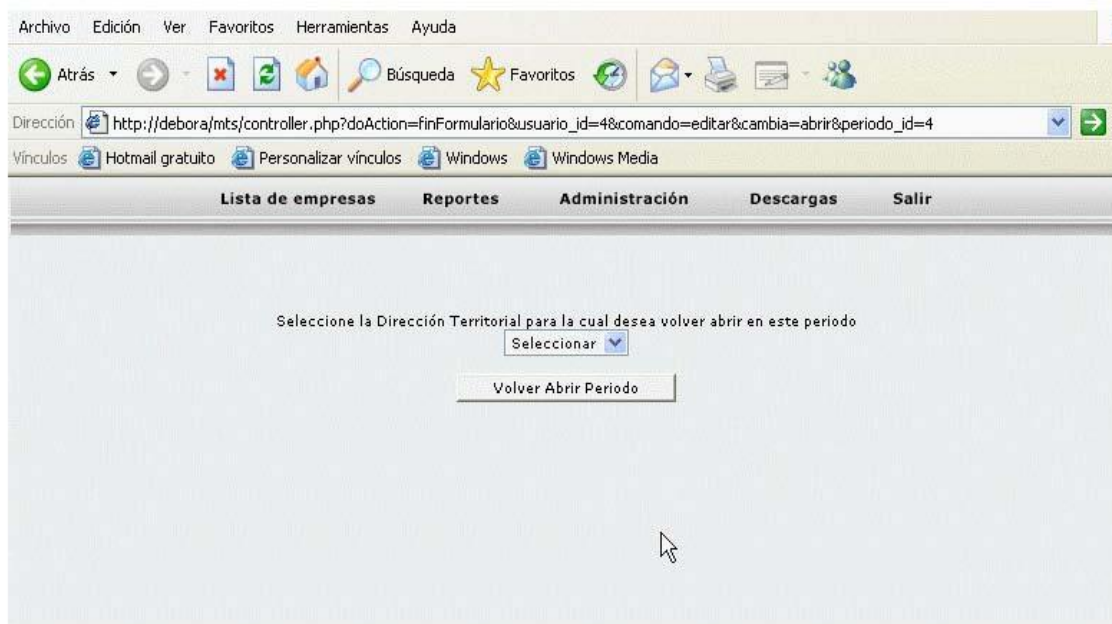 Archivo Edición Ver Favoritos Herramientas Ayuda
Atrás Búsqueda Favoritos
Dirección http://debora/mts/controller.php?doAction=finFormulario&usuario_id=4&comando=editar&cambia=abrir&periodo_id=4
Vínculos Hotmail gratuito Personalizar vínculos Windows Windows Media
Lista de empresas Reportes Administración Descargas Salir
Seleccione la Dirección Territorial para la cual desea volver abrir en este periodo
Seleccionar
Volver Abrir Periodo